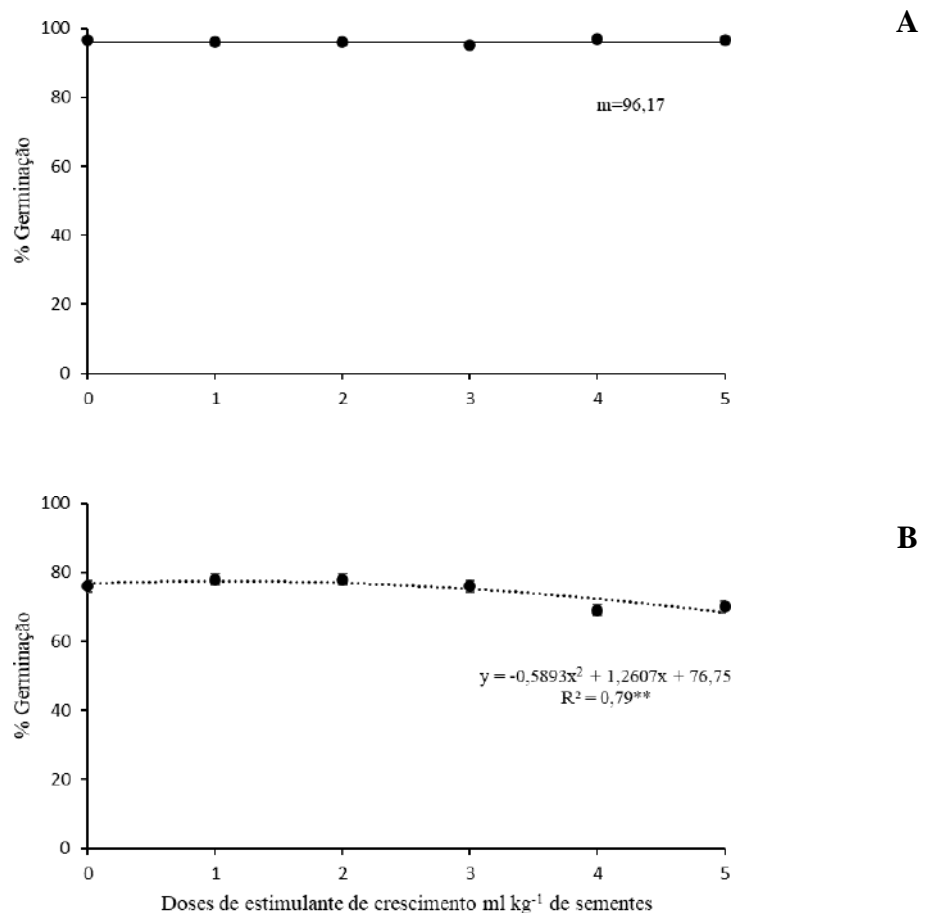 A
100
80
60
40
20
0
% Germinação
m=96,17
0 1 2 3 4 5
B
100
80
60
40
20
0
% Germinação
y = -0,5893x² + 1,2607x + 76,75
R² = 0,79**
0 1 2 3 4 5
Doses de estimulante de crescimento ml kg⁻¹ de sementes